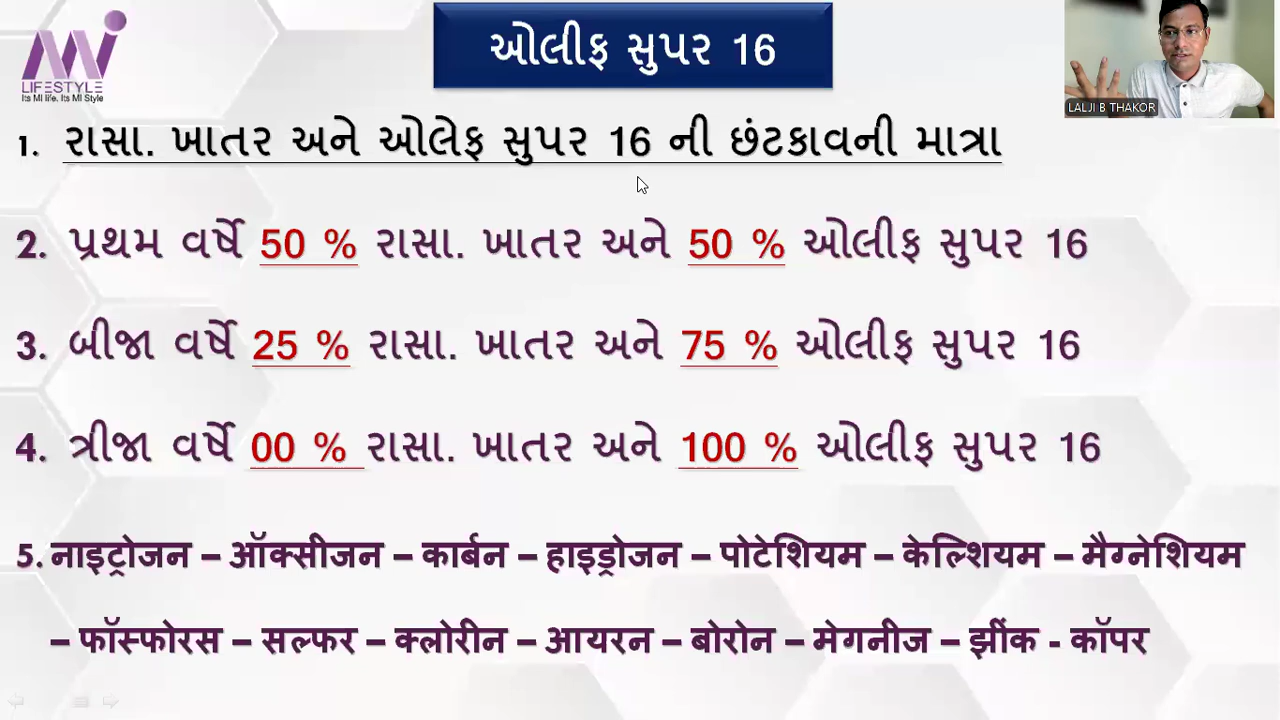 Mi
LIFESTYLE
Its MI life. Its MI Style
ઓલીફ સુપર 16
LALJI B THAKOR
1. રાસા. ખાતર અને ઓલેફ સુપર 16 ની છંટકાવની માત્રા
2. પ્રથમ વર્ષે 50 % રાસા. ખાતર અને 50 % ઓલીફ સુપર 16
3. બીજા વર્ષે 25 % રાસા. ખાતર અને 75 % ઓલીફ સુપર 16
4. ત્રીજા વર્ષે 00 % રાસા. ખાતર અને 100 % ઓલીફ સુપર 16
5. नाइट्रोजन – ऑक्सीजन – कार्बन – हाइड्रोजन – पोटेशियम – केल्शियम – मैग्नेशियम
– फॉस्फोरस – सल्फर – क्लोरीन – आयरन – बोरोन – मेगनीज – झींक - कॉपर